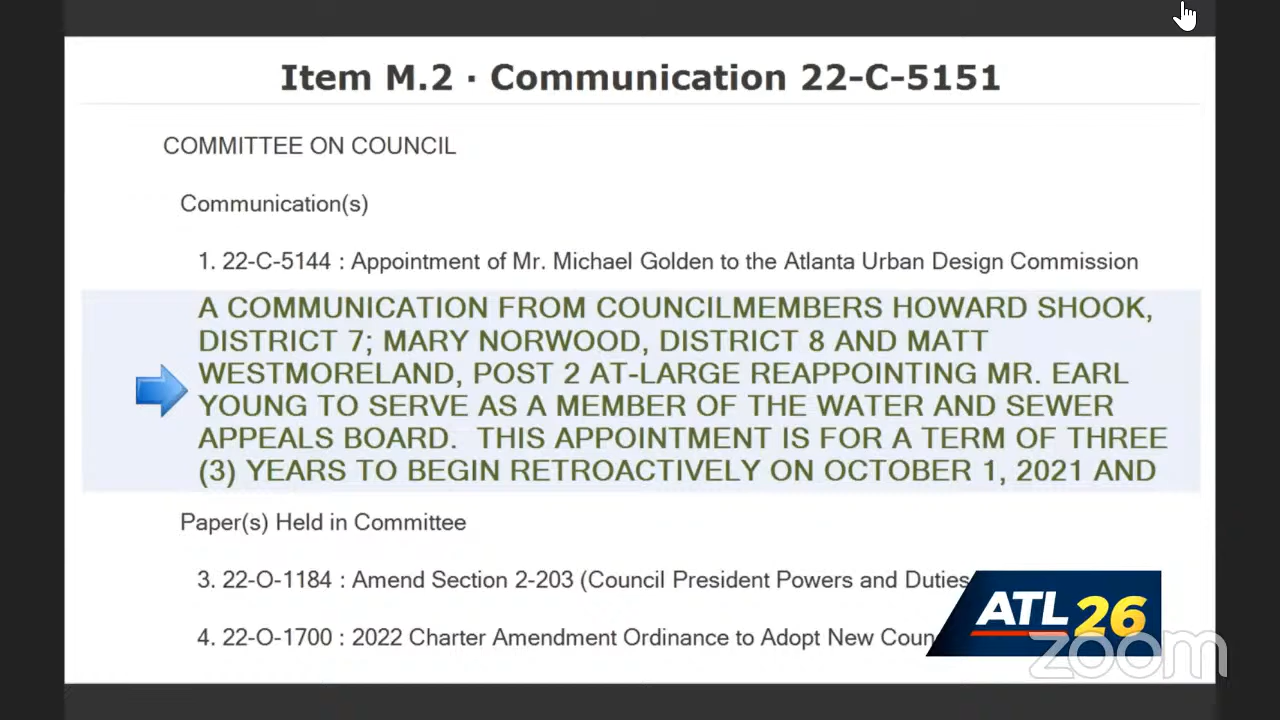 Item M.2 · Communication 22-C-5151
COMMITTEE ON COUNCIL
Communication(s)
1. 22-C-5144 : Appointment of Mr. Michael Golden to the Atlanta Urban Design Commission
A COMMUNICATION FROM COUNCILMEMBERS HOWARD SHOOK,
DISTRICT 7; MARY NORWOOD, DISTRICT 8 AND MATT
WESTMORELAND, POST 2 AT-LARGE REAPPOINTING MR. EARL
YOUNG TO SERVE AS A MEMBER OF THE WATER AND SEWER
APPEALS BOARD.  THIS APPOINTMENT IS FOR A TERM OF THREE
(3) YEARS TO BEGIN RETROACTIVELY ON OCTOBER 1, 2021 AND
Paper(s) Held in Committee
3. 22-O-1184 : Amend Section 2-203 (Council President Powers and Duties
4. 22-O-1700 : 2022 Charter Amendment Ordinance to Adopt New
ATL 26
zoom